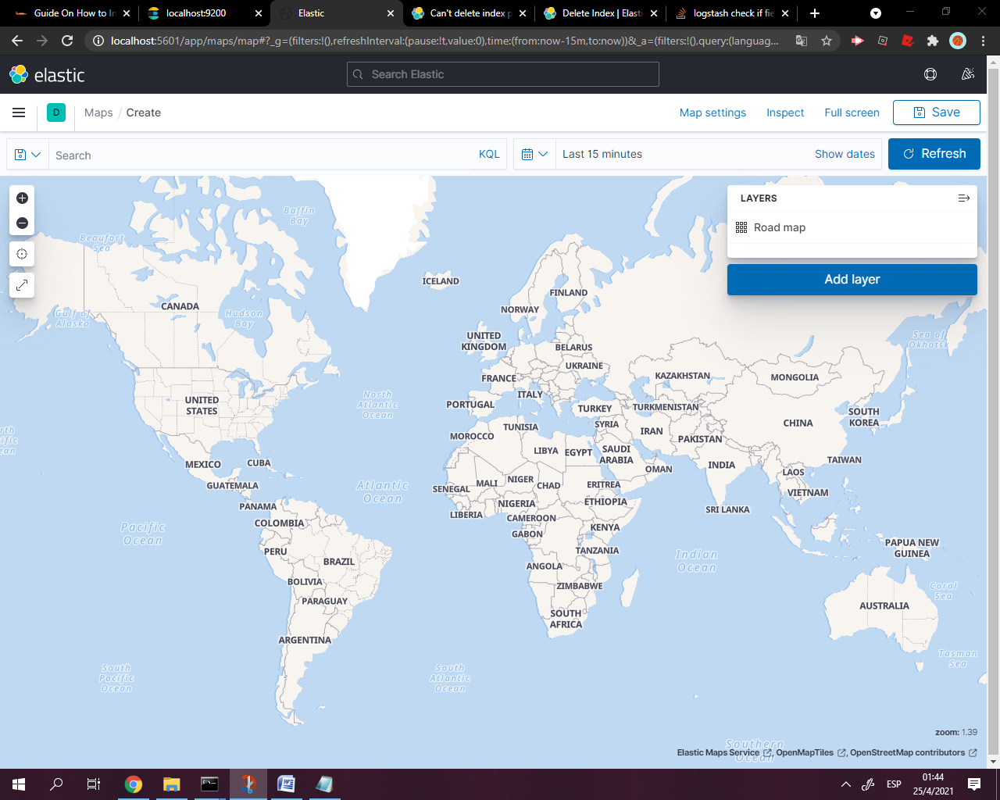 Guide On How to In
localhost:9200
Elastic
Can't delete index p
Delete Index | Elasti
logstash check if fie
localhost:5601/app/maps/map#?_g=(filters:!(),refreshInterval:(pause:!t,value:0),time:(from:now-15m,to:now))&_a=(filters:!(),query:(languag...
elastic
Search Elastic
D
Maps / Create
Map settings
Inspect
Full screen
Save
Search
KQL
Last 15 minutes
Show dates
Refresh
LAYERS
Road map
Add layer
Baffin
Bay
Beaufort
Sea
ICELAND
FINLAND
CANADA
NORWAY
Gulf of
Alaska
Hudson
Bay
UNITED
KINGDOM
BELARUS
Sea of
Okhotsk
UKRAINE
FRANCE
KAZAKHSTAN
MONGOLIA
North
Atlantic
Ocean
ITALY
UNITED
STATES
PORTUGAL
TURKEY
TURKMENISTAN
SOUTH
KOREA
CHINA
TUNISIA
SYRIA
MOROCCO
IRAN
PAKISTAN
rth
ific
ean
LIBYA
EGYPT
SAUDI
ARABIA
TAIWAN
MEXICO
CUBA
OMAN
INDIA
LAOS
GUATEMALA
Atlantic
Ocean
SENEGAL
MALI
NIGER
CHAD
ERITREA
VIETNAM
PANAMA
NIGERIA
ETHIOPIA
SRI LANKA
LIBERIA
CAMEROON
COLOMBIA
Pacific
Ocean
GABON
KENYA
PERU
TANZANIA
PAPUA NEW
GUINEA
BRAZIL
ANGOLA
Indian
Ocean
BOLIVIA
ZIMBABWE
Coral
Sea
PARAGUAY
AUSTRALIA
SOUTH
AFRICA
ARGENTINA
Tasman
Sea
South
Pacific
Ocean
South
Atlantic
Ocean
zoom: 1.39
Southern
Ocean
Elastic Maps Service , OpenMapTiles , OpenStreetMap contributors
ESP
01:44
25/4/2021